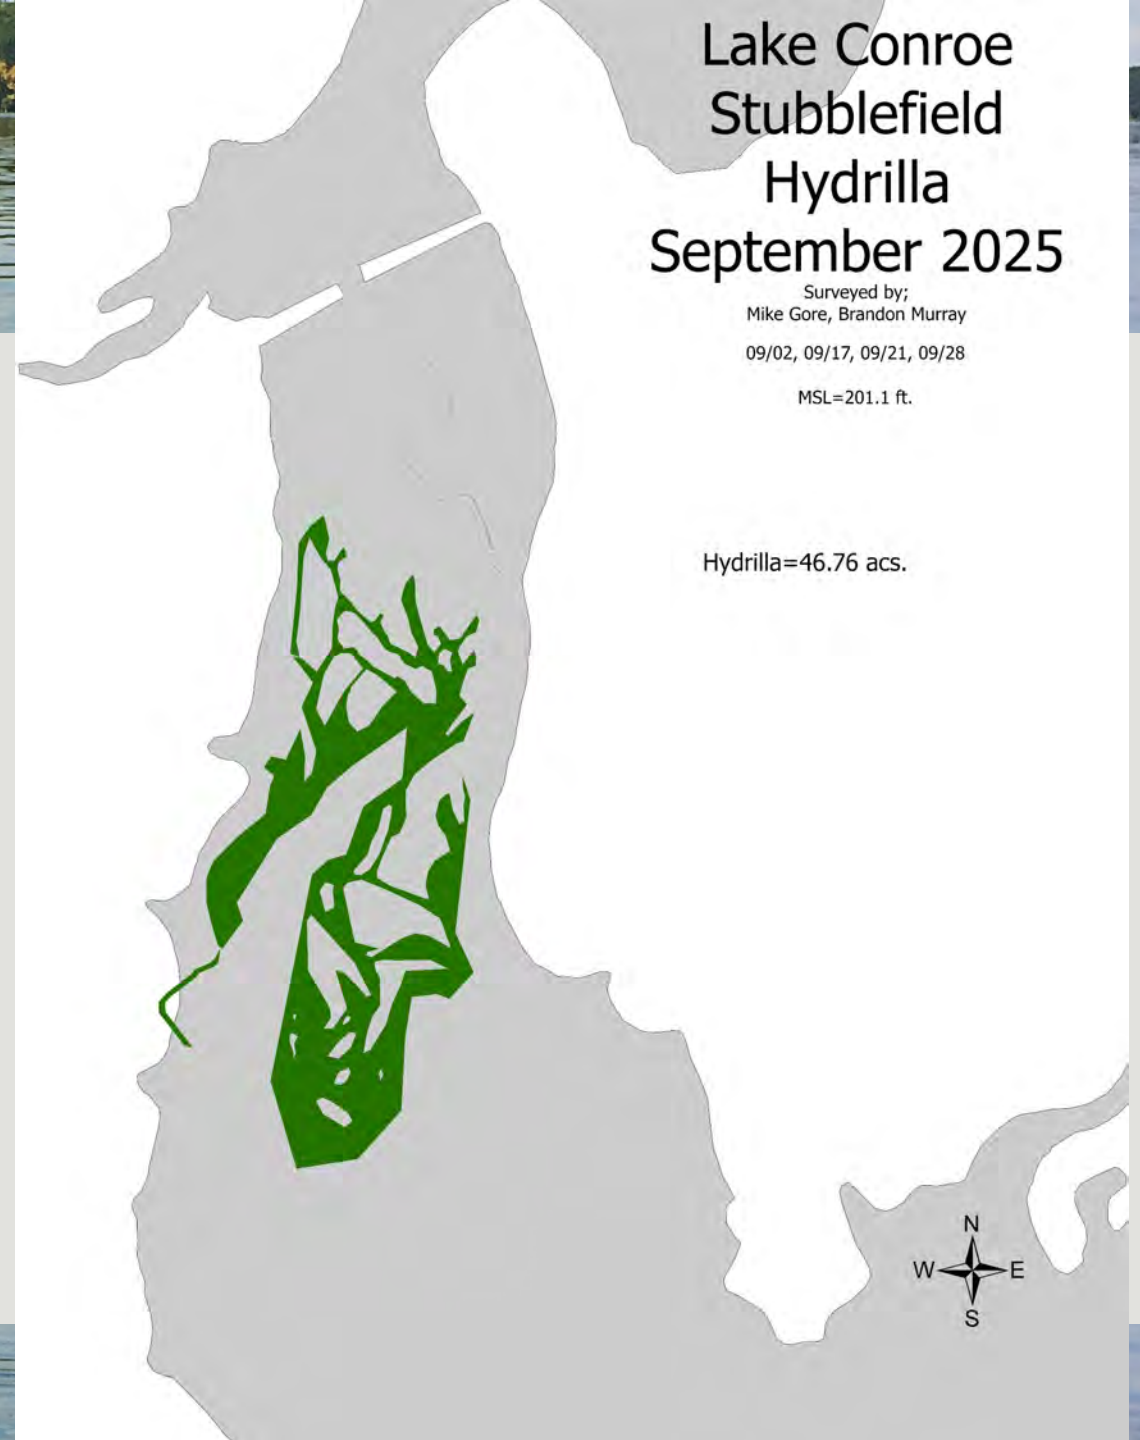 Lake Conroe
Stubblefield
Hydrilla
September 2025
Surveyed by;
Mike Gore, Brandon Murray
09/02, 09/17, 09/21, 09/28
MSL=201.1 ft.
Hydrilla=46.76 acs.
N
W E
S